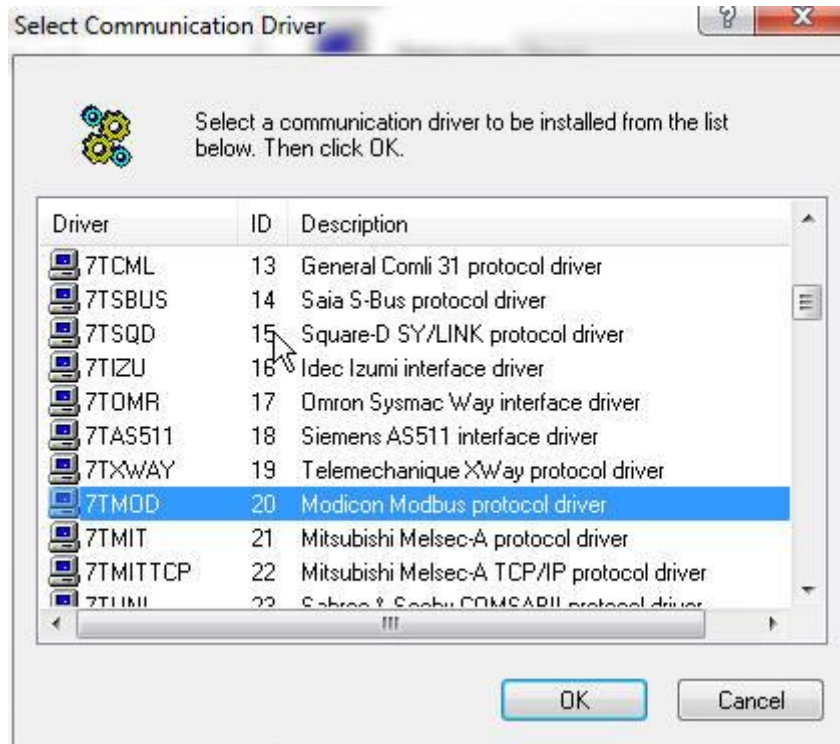 Select Communication Driver
Select a communication driver to be installed from the list
below. Then click OK.
Driver ID Description
7TCML 13 General Comli 31 protocol driver
7TSBUS 14 Saia S-Bus protocol driver
7TSQD 15 Square-D SY/LINK protocol driver
7TIZU 16 Idec Izumi interface driver
7TOMR 17 Omron Sysmac Way interface driver
7TAS511 18 Siemens AS511 interface driver
7TXWAY 19 Telemechanique XWay protocol driver
7TMOD 20 Modicon Modbus protocol driver
7TMIT 21 Mitsubishi Melsec-A protocol driver
7TMITTCP 22 Mitsubishi Melsec-A TCP/IP protocol driver
protocol driver
OK Cancel